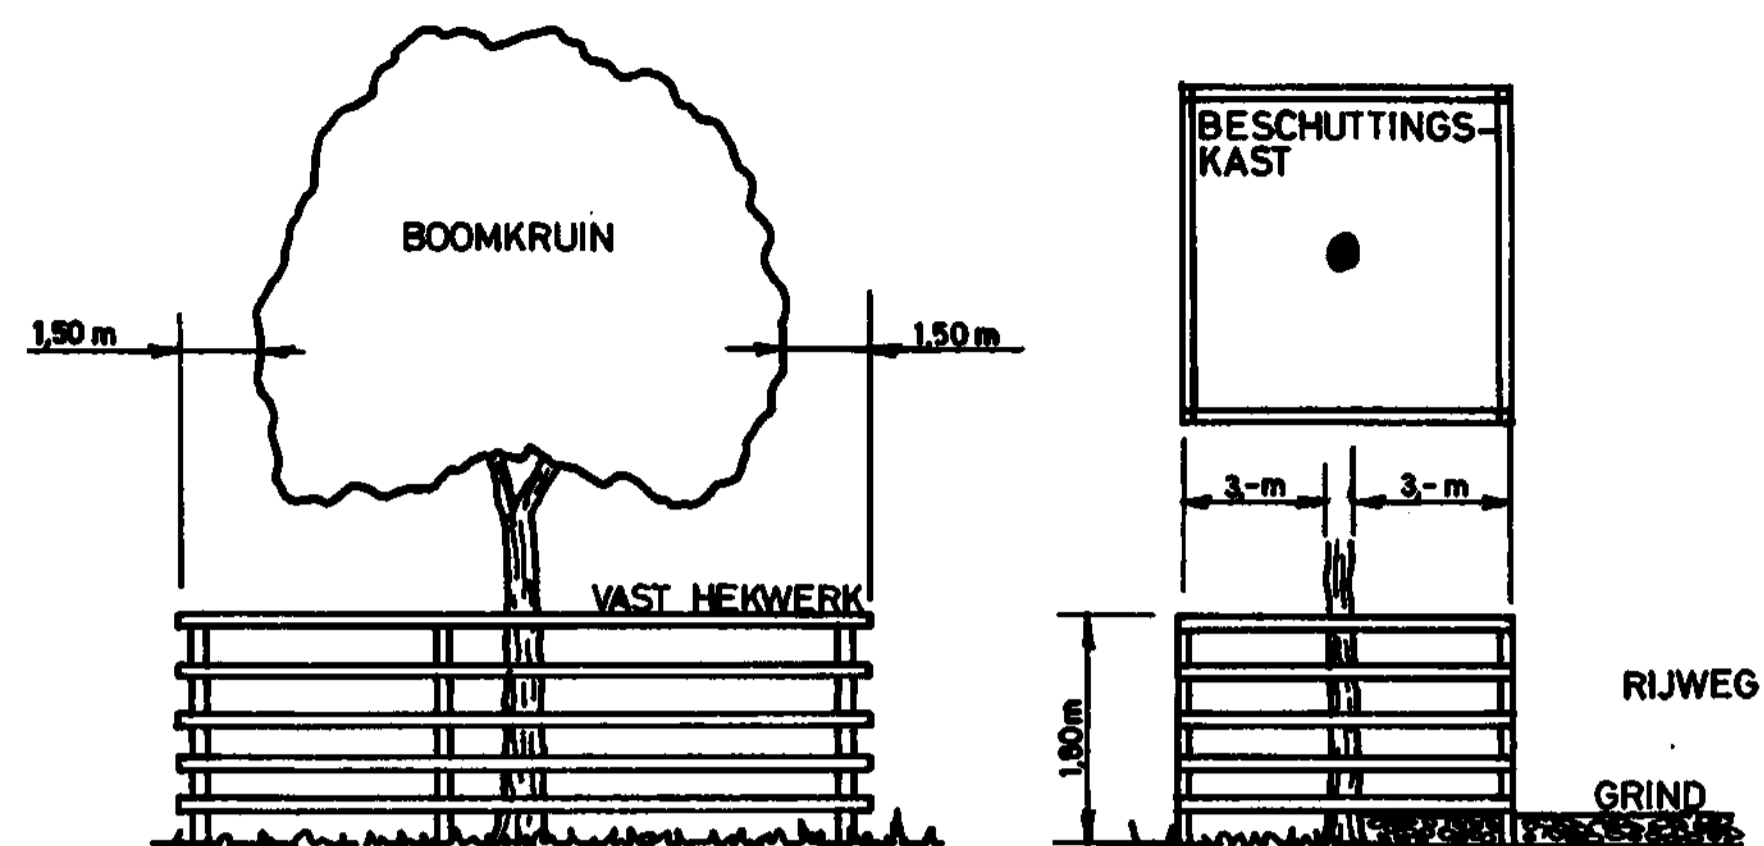 BOOMKRUIN
1,50 m
1,50 m
VAST HEKWERK
BESCHUTTINGS-
KAST
3,-m
3,-m
1,80m
RIJWEG
GRIND